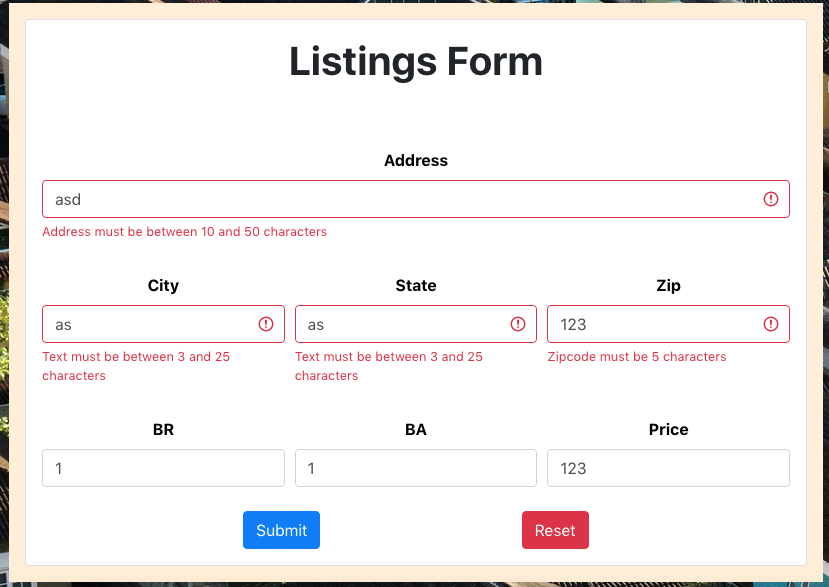 Listings Form
Address
asd
Address must be between 10 and 50 characters
City State Zip
as as 123
Text must be between 3 and 25 characters
Text must be between 3 and 25 characters
Zipcode must be 5 characters
BR BA Price
1 1 123
Submit Reset